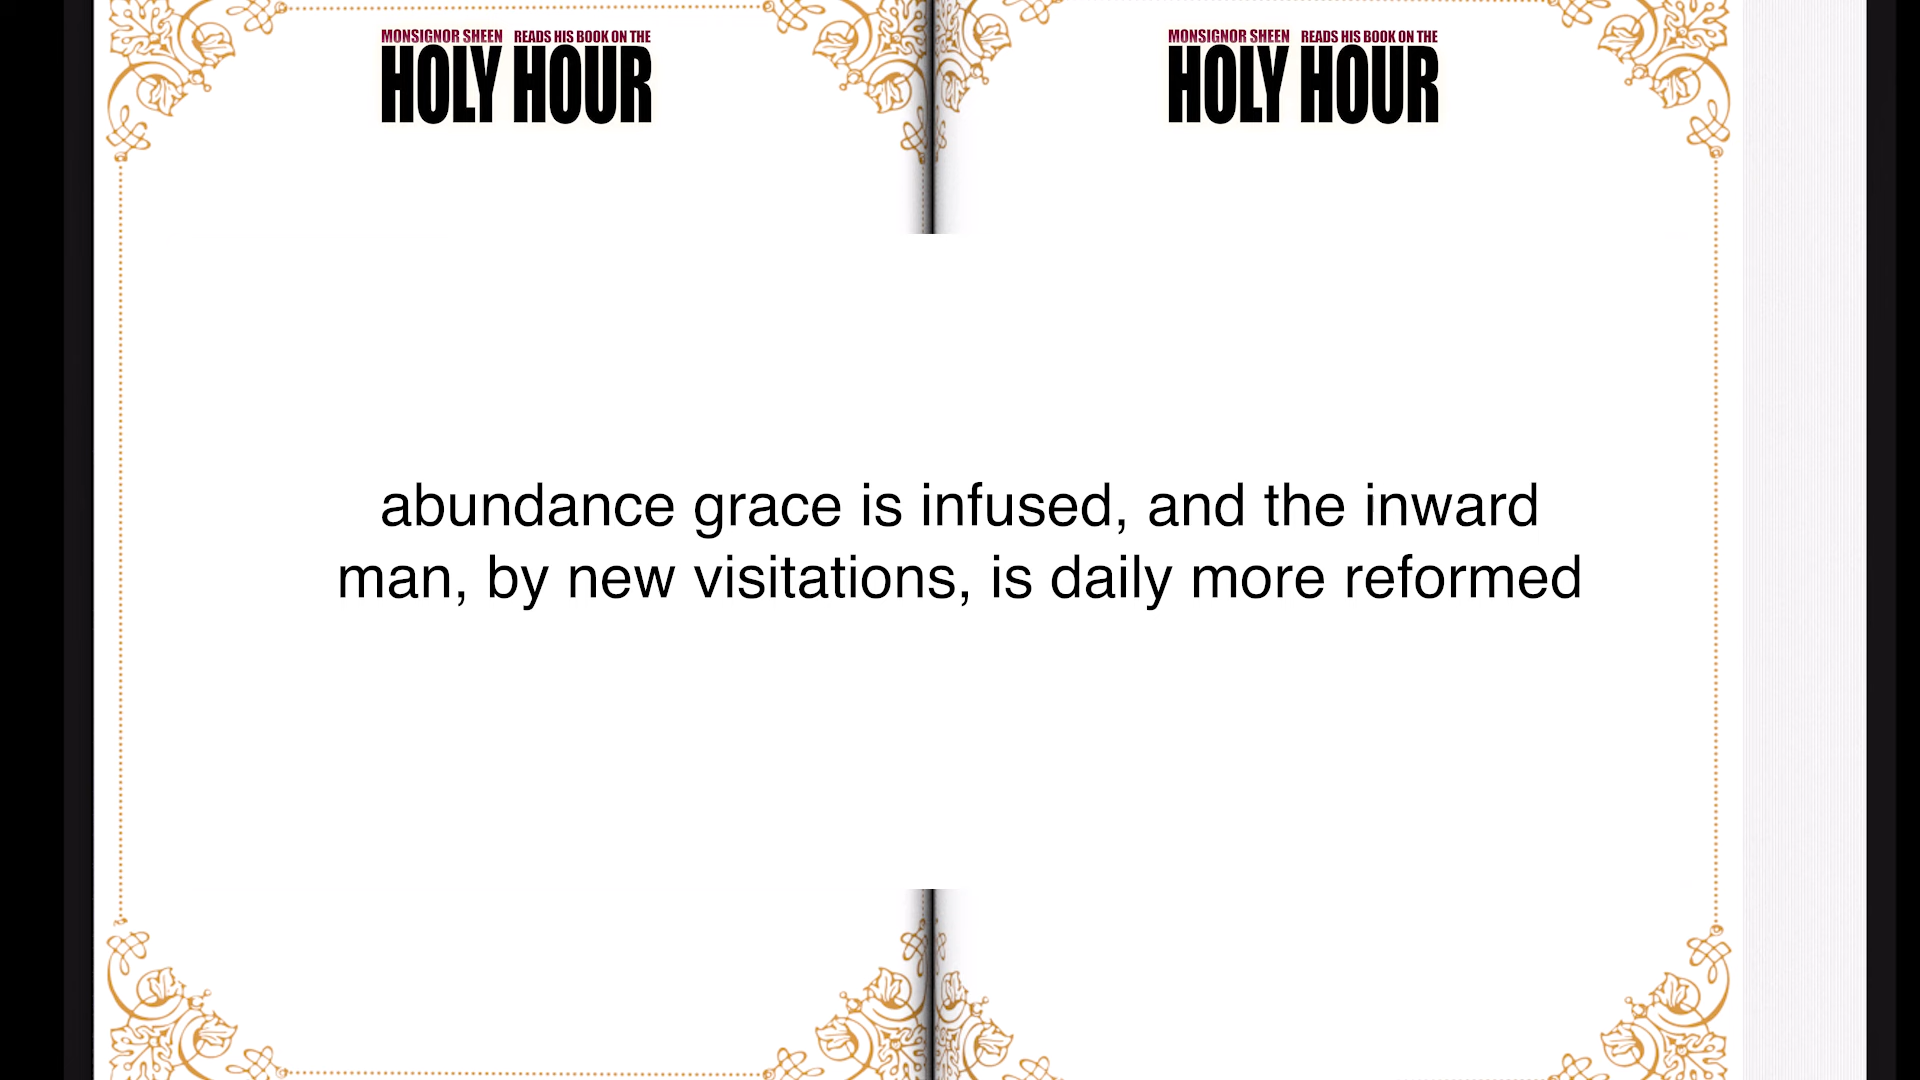 MONSIGNOR SHEEN READS HIS BOOK ON THE
HOLY HOUR
MONSIGNOR SHEEN READS HIS BOOK ON THE
HOLY HOUR
abundance grace is infused, and the inward
man, by new visitations, is daily more reformed